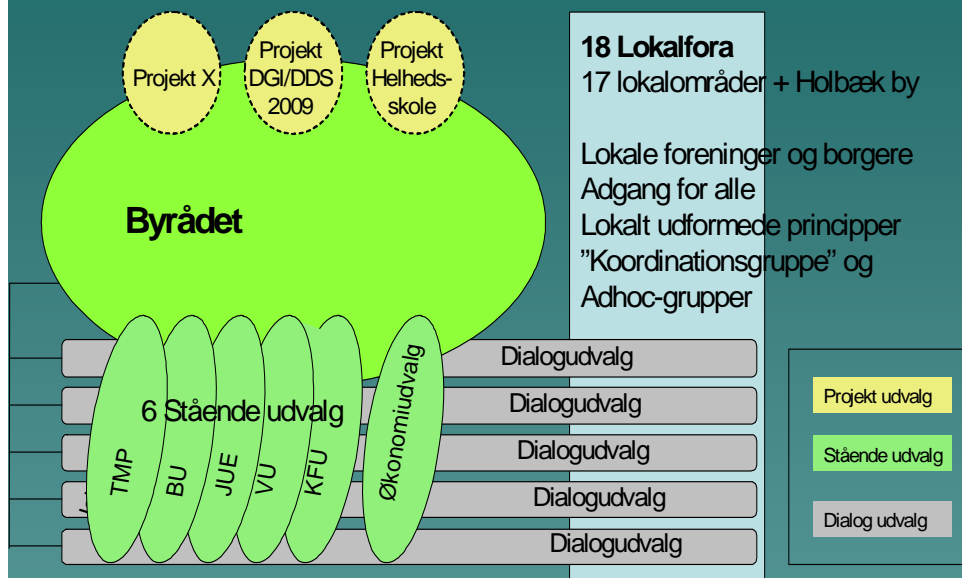 Projekt X
Projekt
DGI/DDS
2009
Projekt
Helheds-
skole
Byrådet
18 Lokalfora
17 lokalområder + Holbæk by
Lokale foreninger og borgere
Adgang for alle
Lokalt udformede principper
”Koordinationsgruppe” og
Adhoc-grupper
6 Stående udvalg
TMP
BU
JUE
VU
KFU
Økonomiudvalg
Dialogudvalg
Dialogudvalg
Dialogudvalg
Dialogudvalg
Dialogudvalg
Projekt udvalg
Stående udvalg
Dialog udvalg